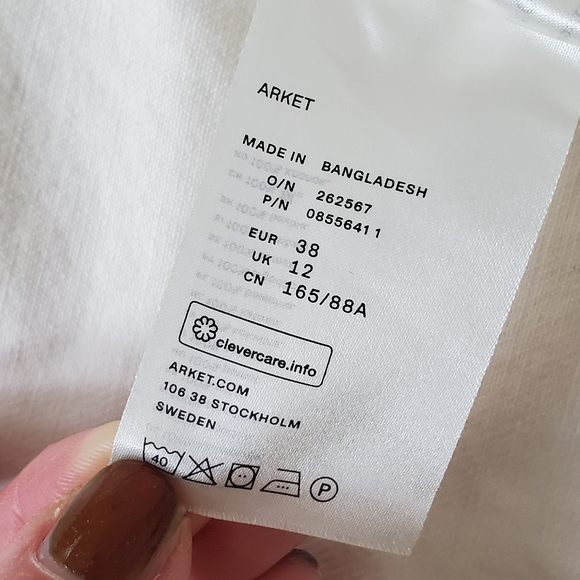 ARKET
MADE IN BANGLADESH
O/N 262567
P/N 08556411
EUR 38
UK 12
CN 165/88A
clevercare.info
ARKET.COM
106 38 STOCKHOLM
SWEDEN
40 P